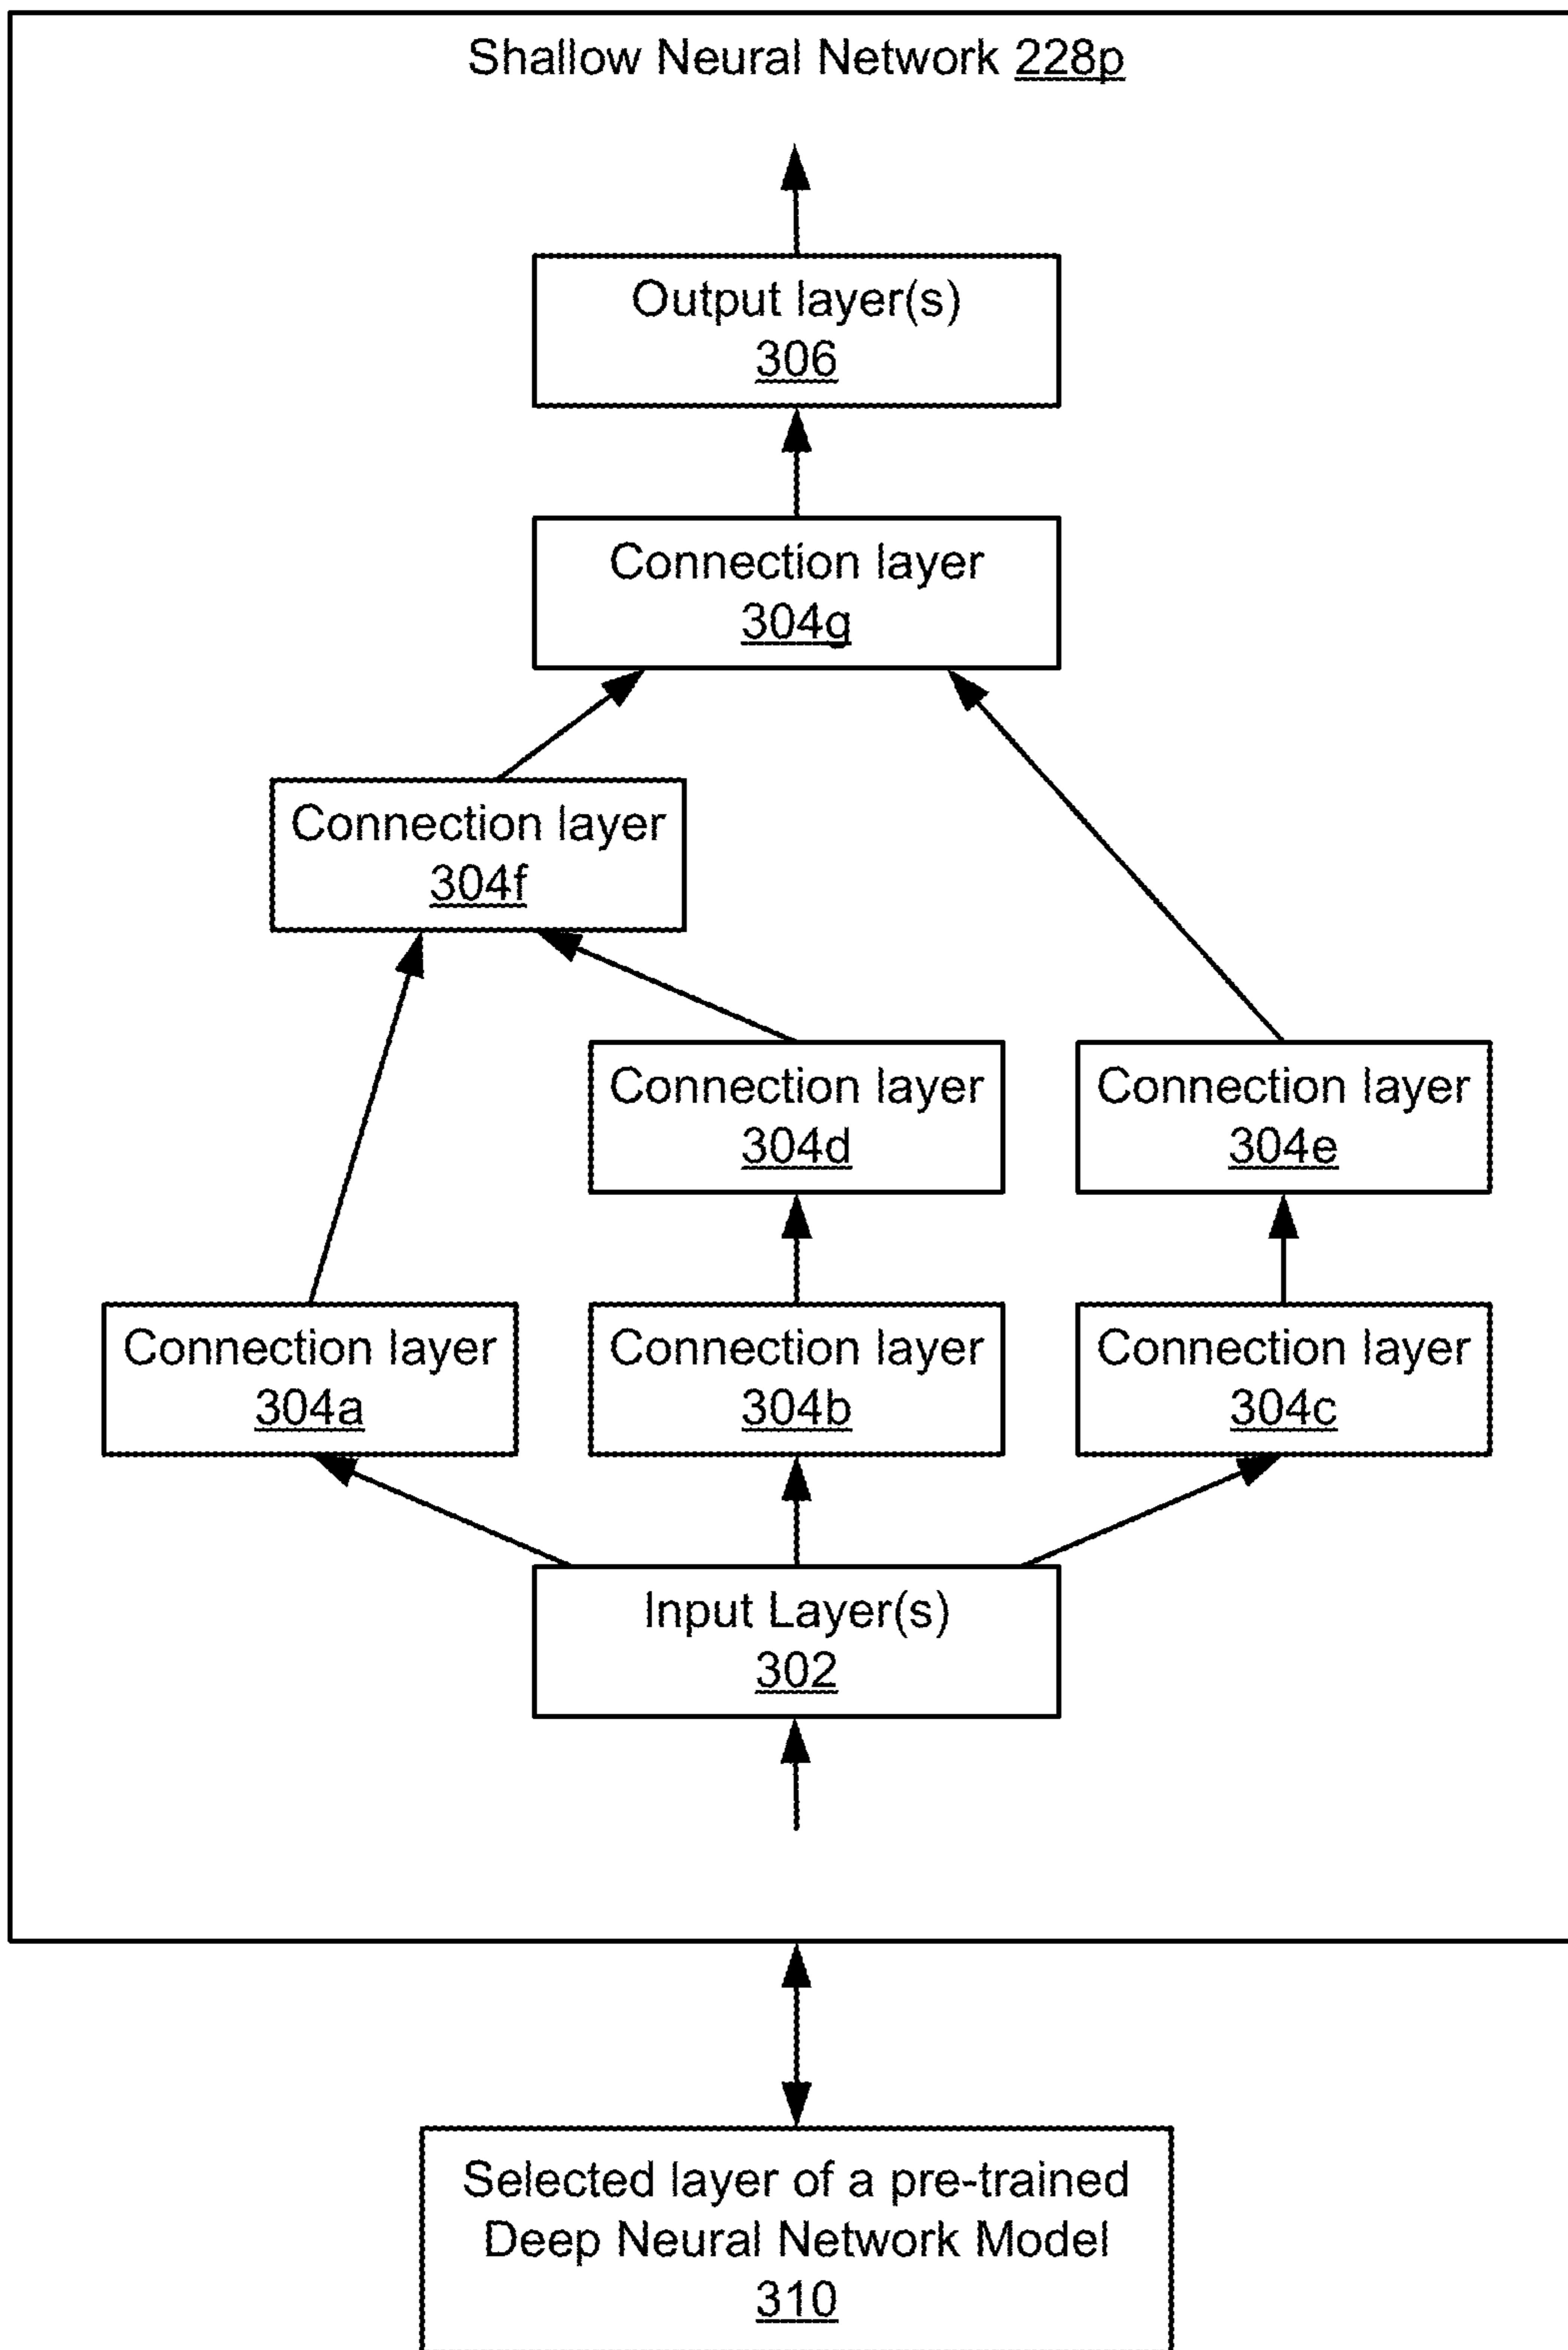 Shallow Neural Network 228p
Output layer(s)
306
Connection layer
304g
Connection layer
304f
Connection layer
304d
Connection layer
304e
Connection layer
304a
Connection layer
304b
Connection layer
304c
Input Layer(s)
302
Selected layer of a pre-trained
Deep Neural Network Model
310